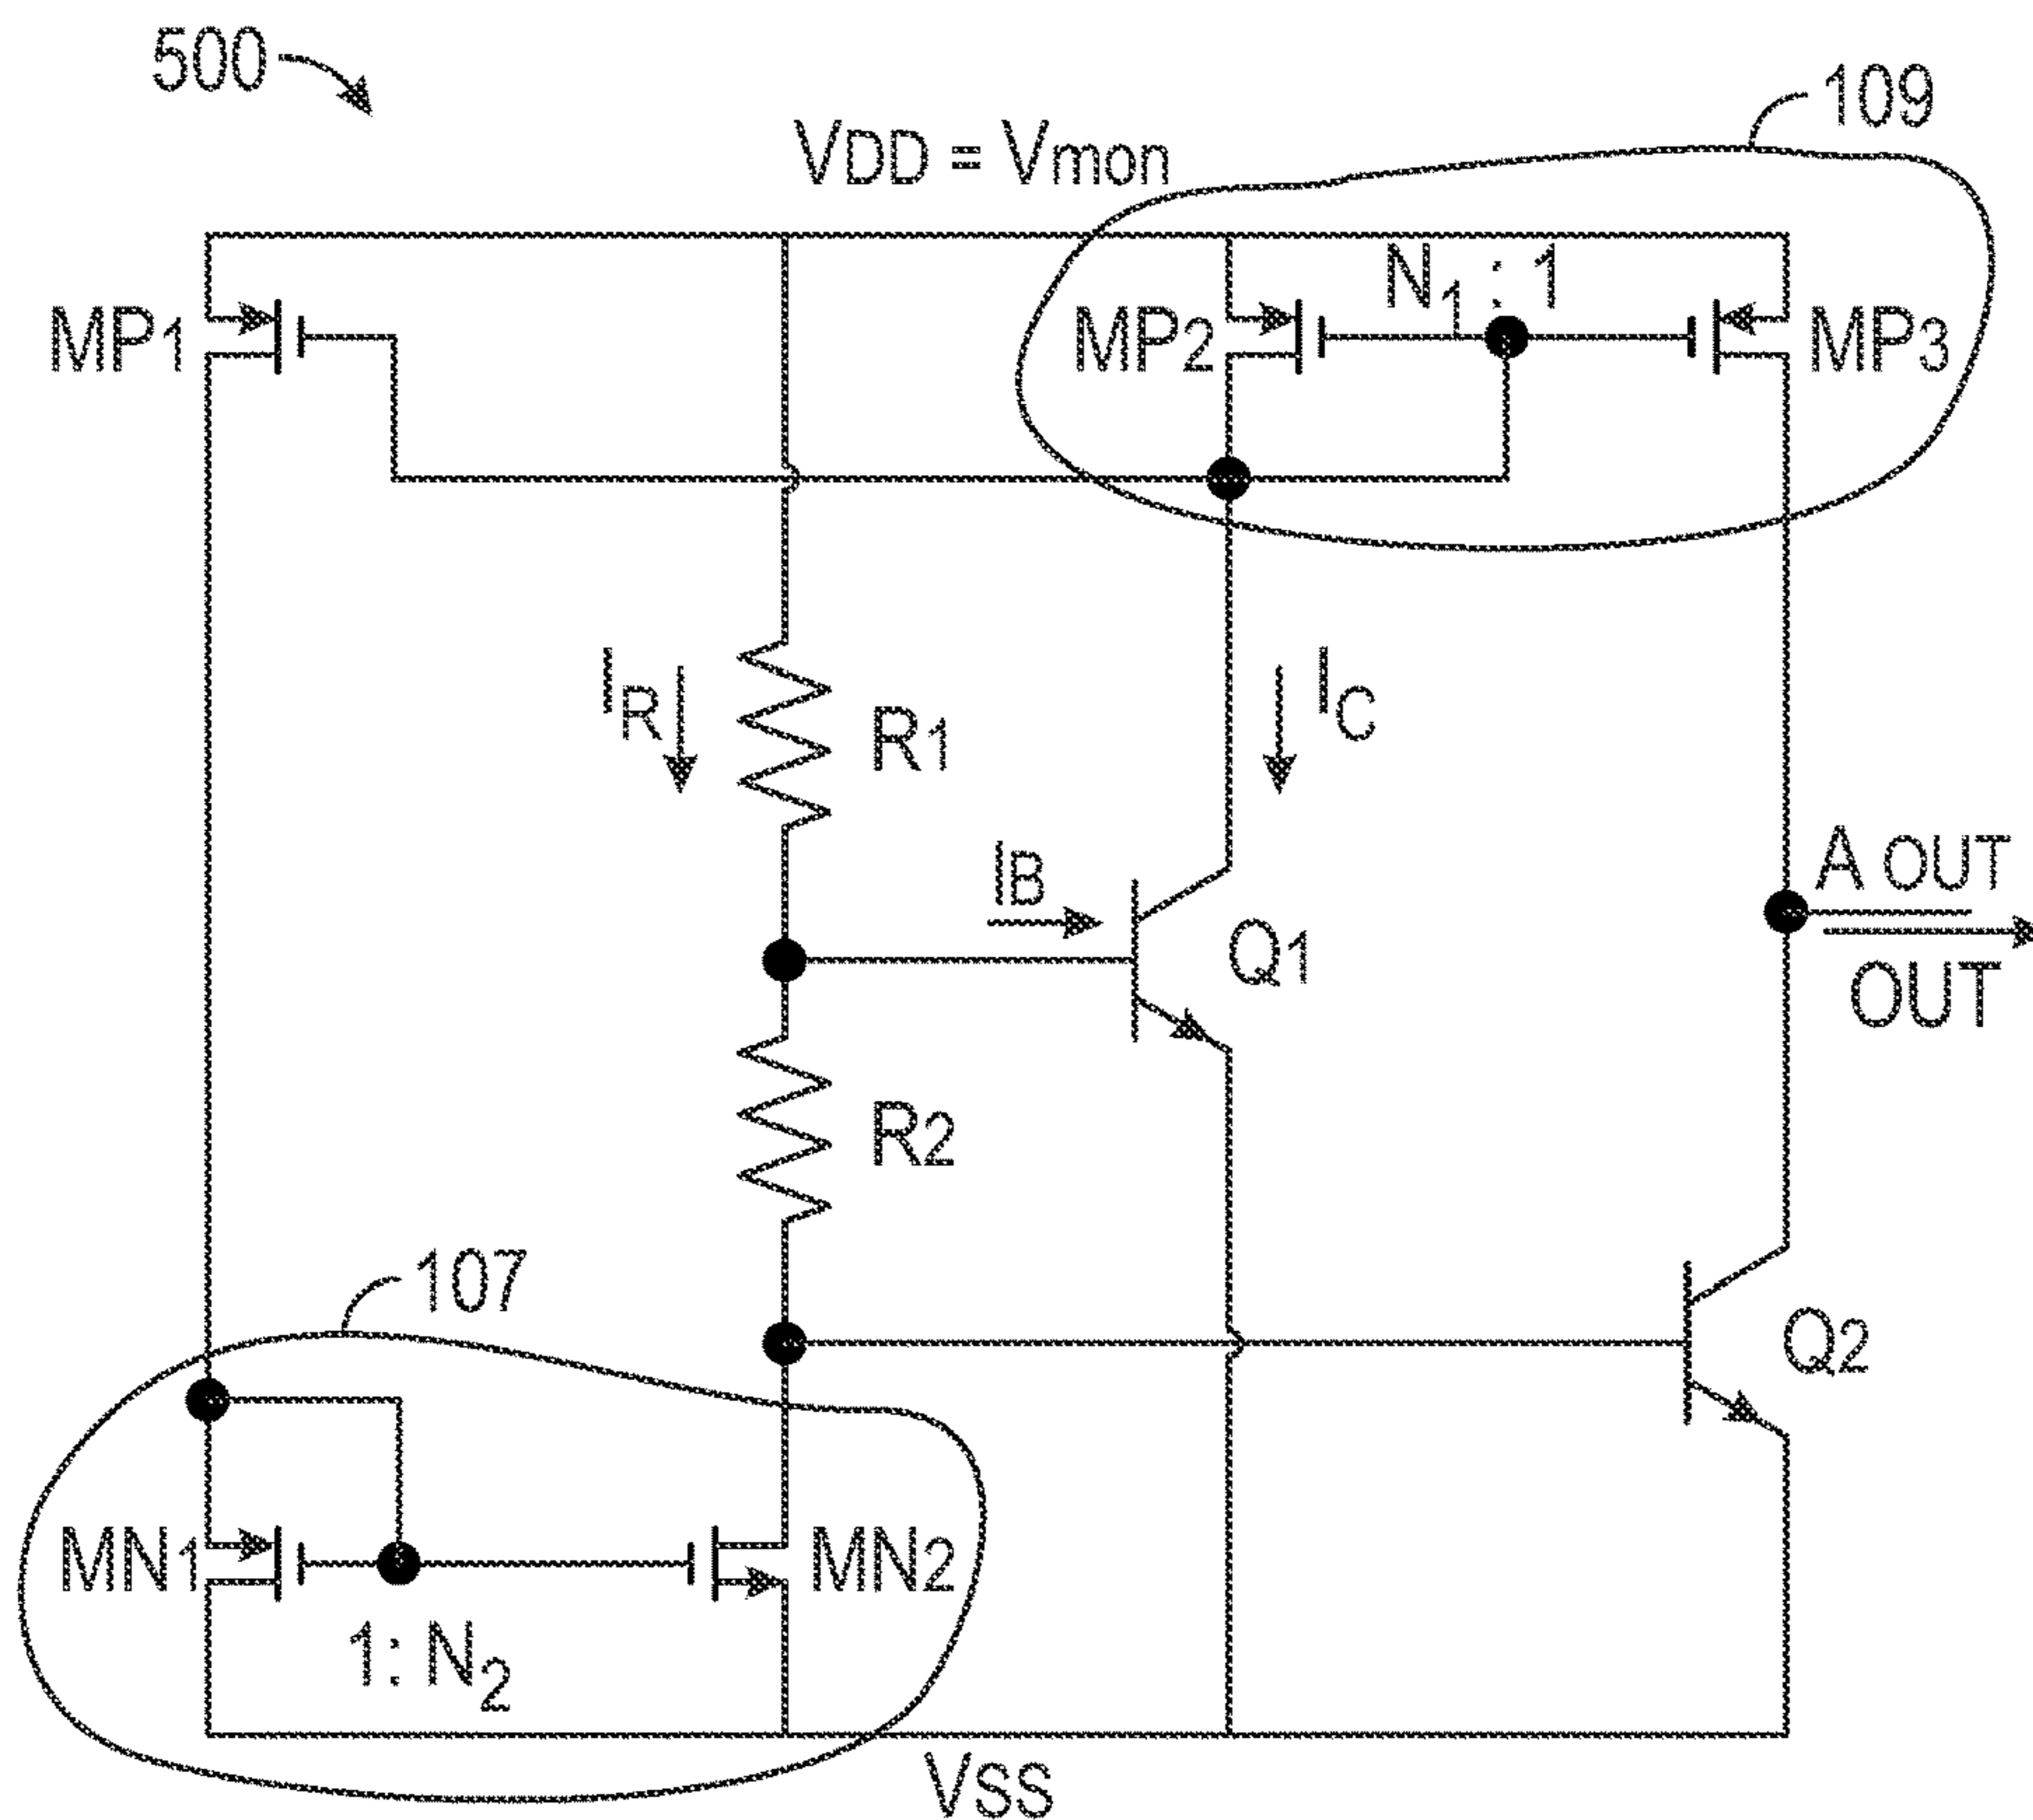 500
109
VDD = Vmon
N1 : 1
MP1
MP2
MP3
IR
R1
IC
IB
Q1
A OUT
OUT
R2
107
Q2
MN1
MN2
1: N2
VSS